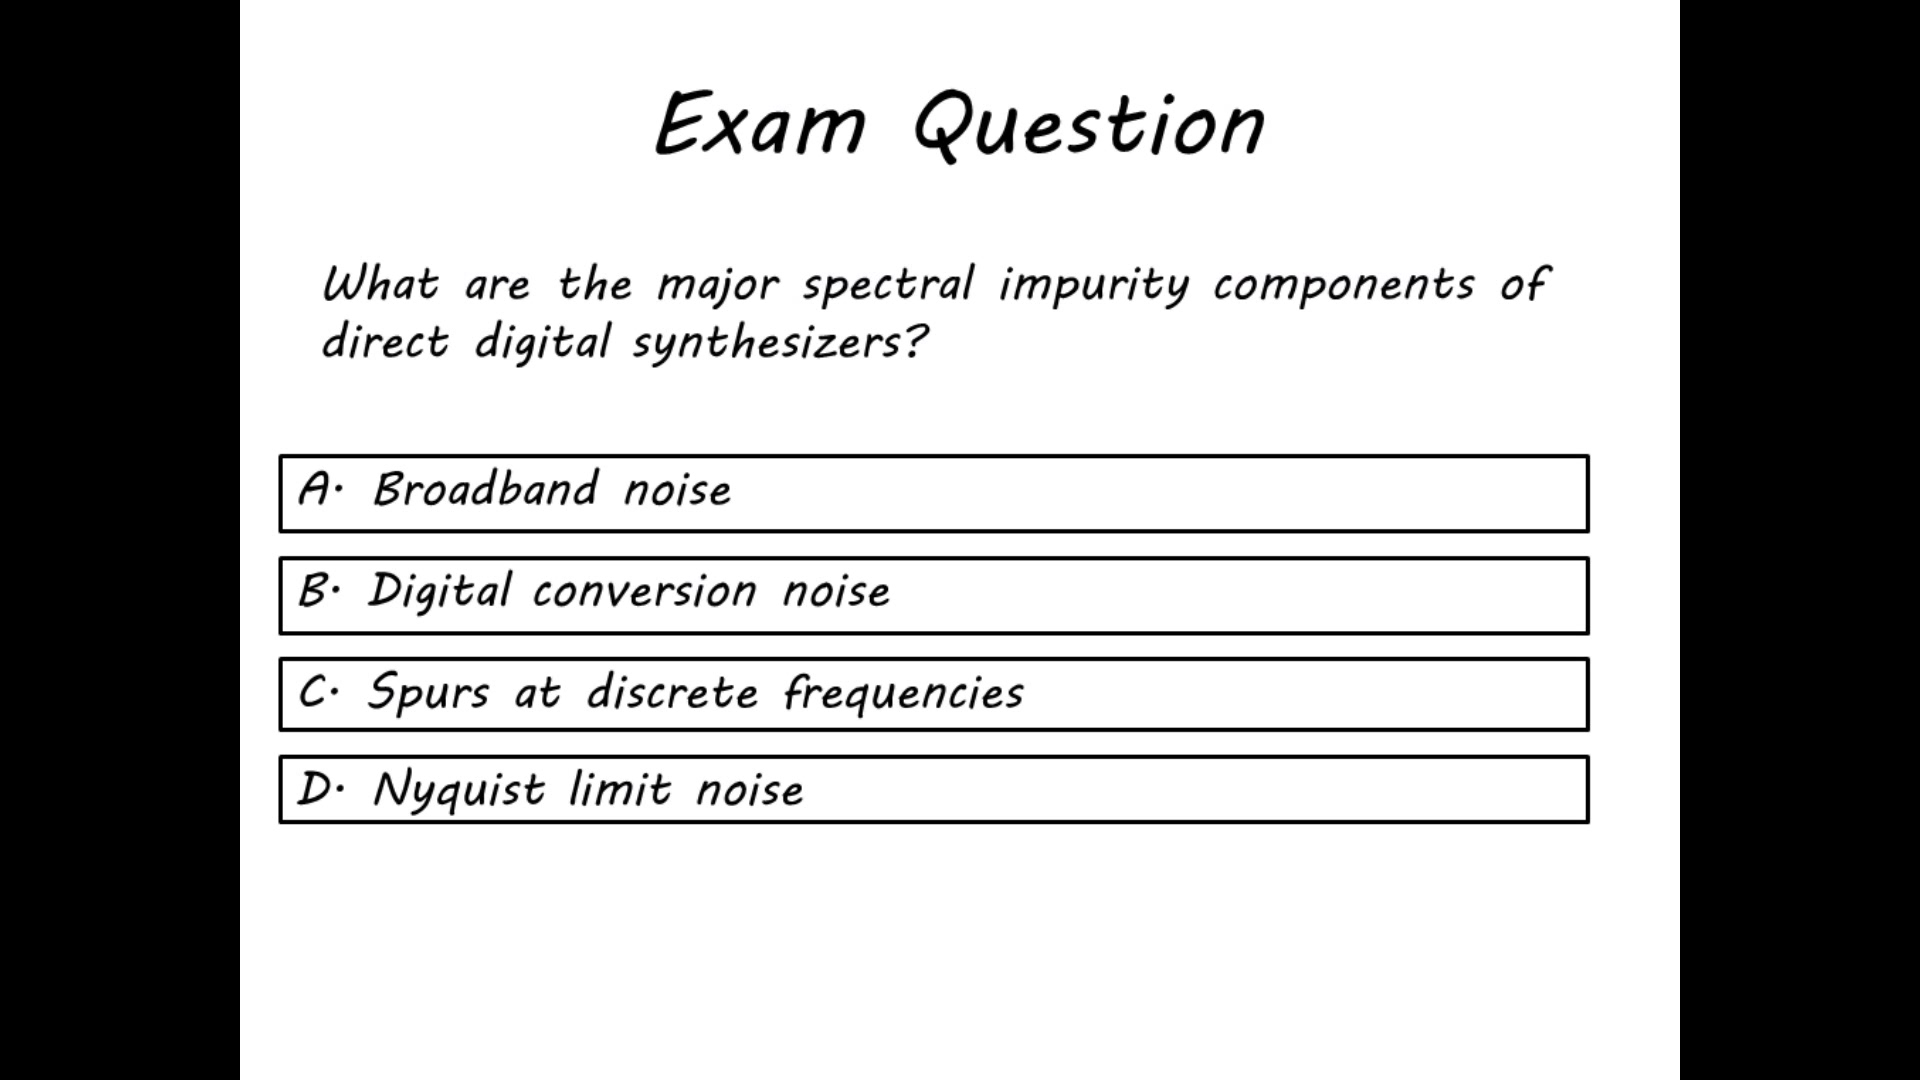 Exam Question
What are the major spectral impurity components of
direct digital synthesizers?
A. Broadband noise
B. Digital conversion noise
C. Spurs at discrete frequencies
D. Nyquist limit noise